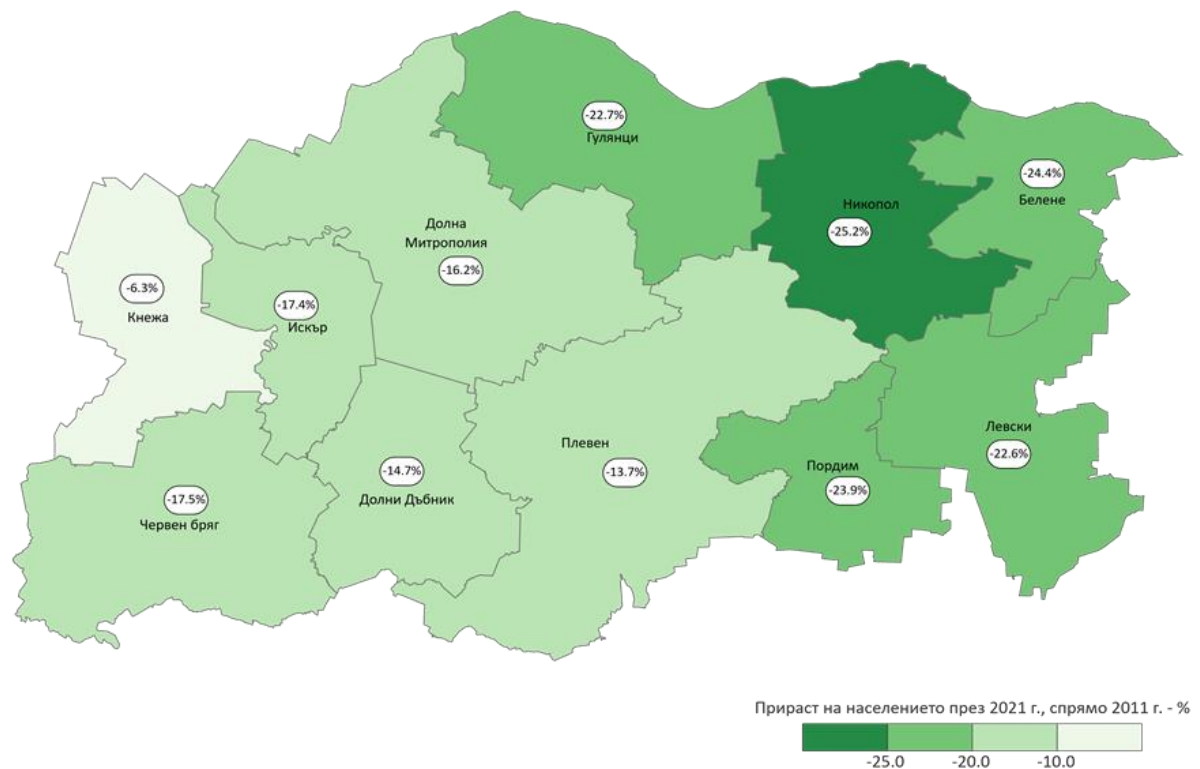 -22.7%
Гулянци
-24.4%
Белене
Никопол
-25.2%
Долна
Митрополия
-16.2%
-6.3%
Кнежа
-17.4%
Искър
Левски
-22.6%
Плевен
-13.7%
Пордим
-23.9%
-14.7%
Долни Дъбник
-17.5%
Червен бряг
Прираст на населението през 2021 г., спрямо 2011 г. - %
-25.0 -20.0 -10.0